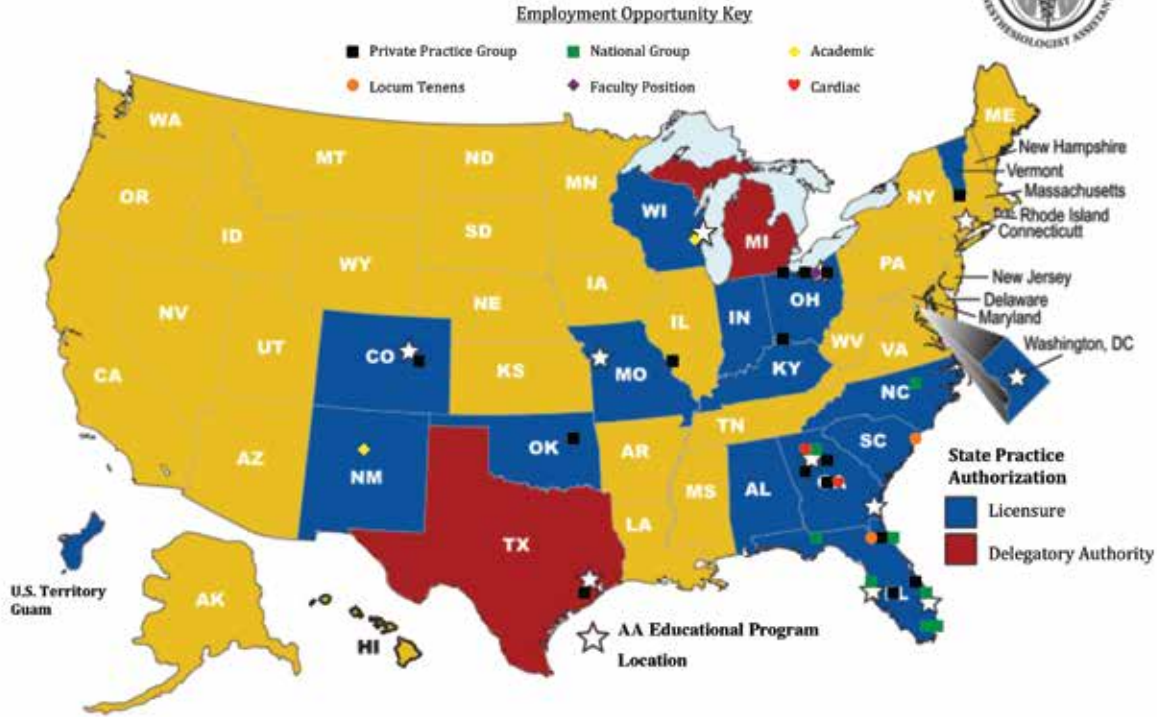 Employment Opportunity Key
Private Practice Group
National Group
Academic
Locum Tenens
Faculty Position
Cardiac
ANESTHESIOLOGIST ASSISTANT
WA
MT
ND
MN
ME
New Hampshire
Vermont
Massachusetts
Rhode Island
Connecticutt
OR
ID
SD
WI
MI
NY
WY
IA
PA
New Jersey
Delaware
Maryland
Washington, DC
NV
UT
NE
IL
IN
OH
WV
VA
CA
CO
KS
MO
KY
NC
AZ
NM
OK
AR
TN
SC
MS
AL
LA
TX
State Practice
Authorization
Licensure
Delegatory Authority
U.S. Territory
Guam
AK
HI
FL
AA Educational Program
Location